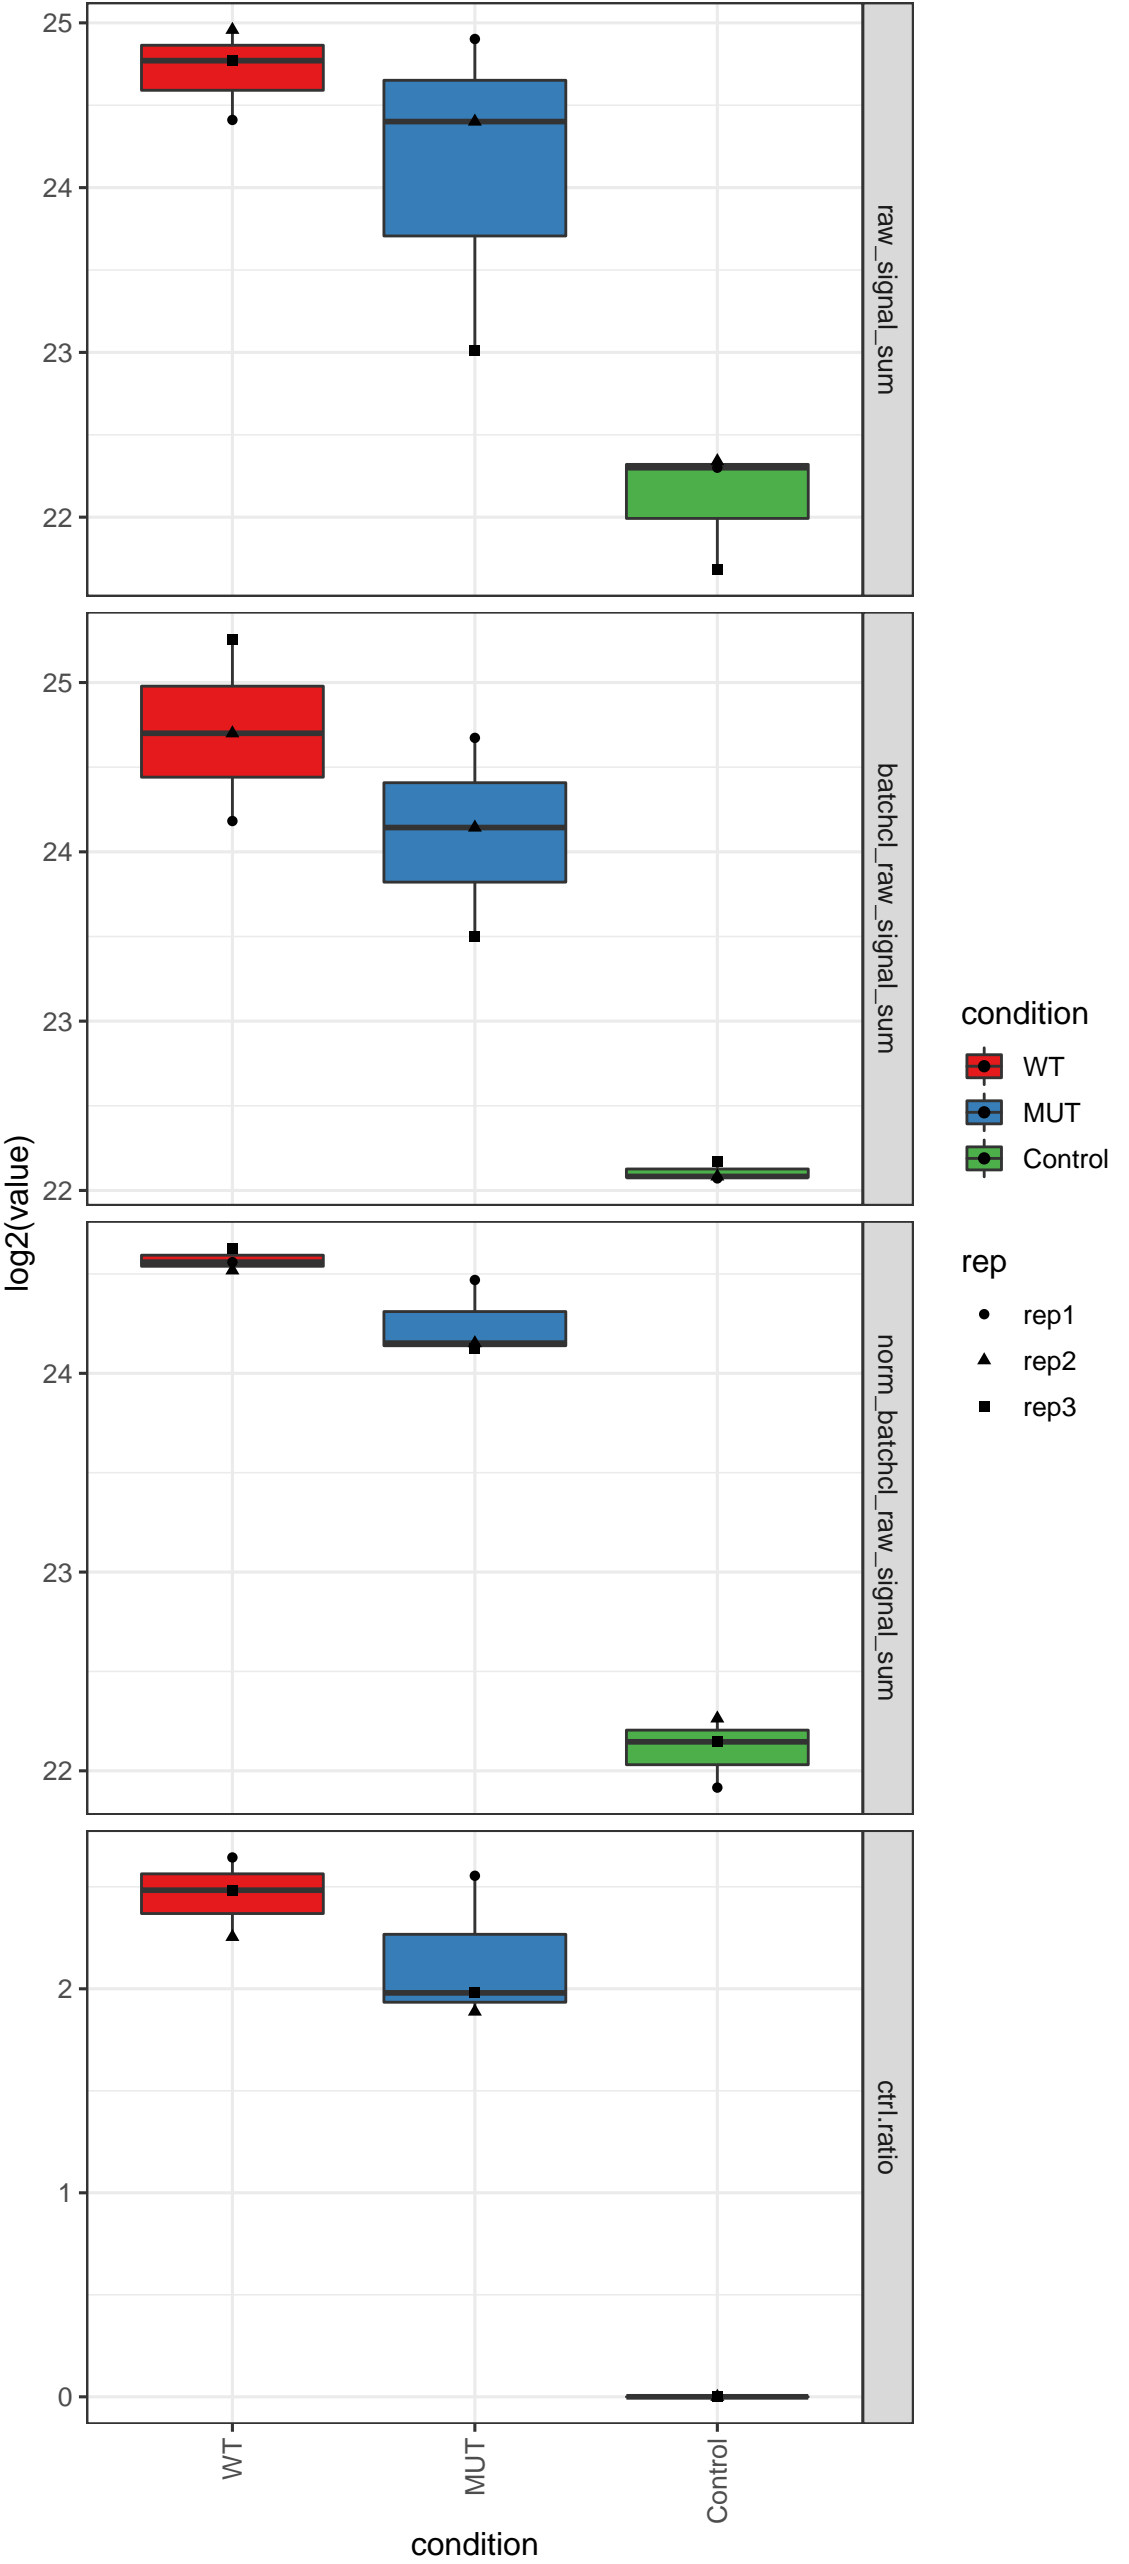 25
24
23
22
raw_signal_sum
25
24
23
22
batchcl_raw_signal_sum
24
23
22
norm_batchcl_raw_signal_sum
2
1
0
ctrl.ratio
log2(value)
WT
MUT
Control
condition
condition
WT
MUT
Control
rep
rep1
rep2
rep3